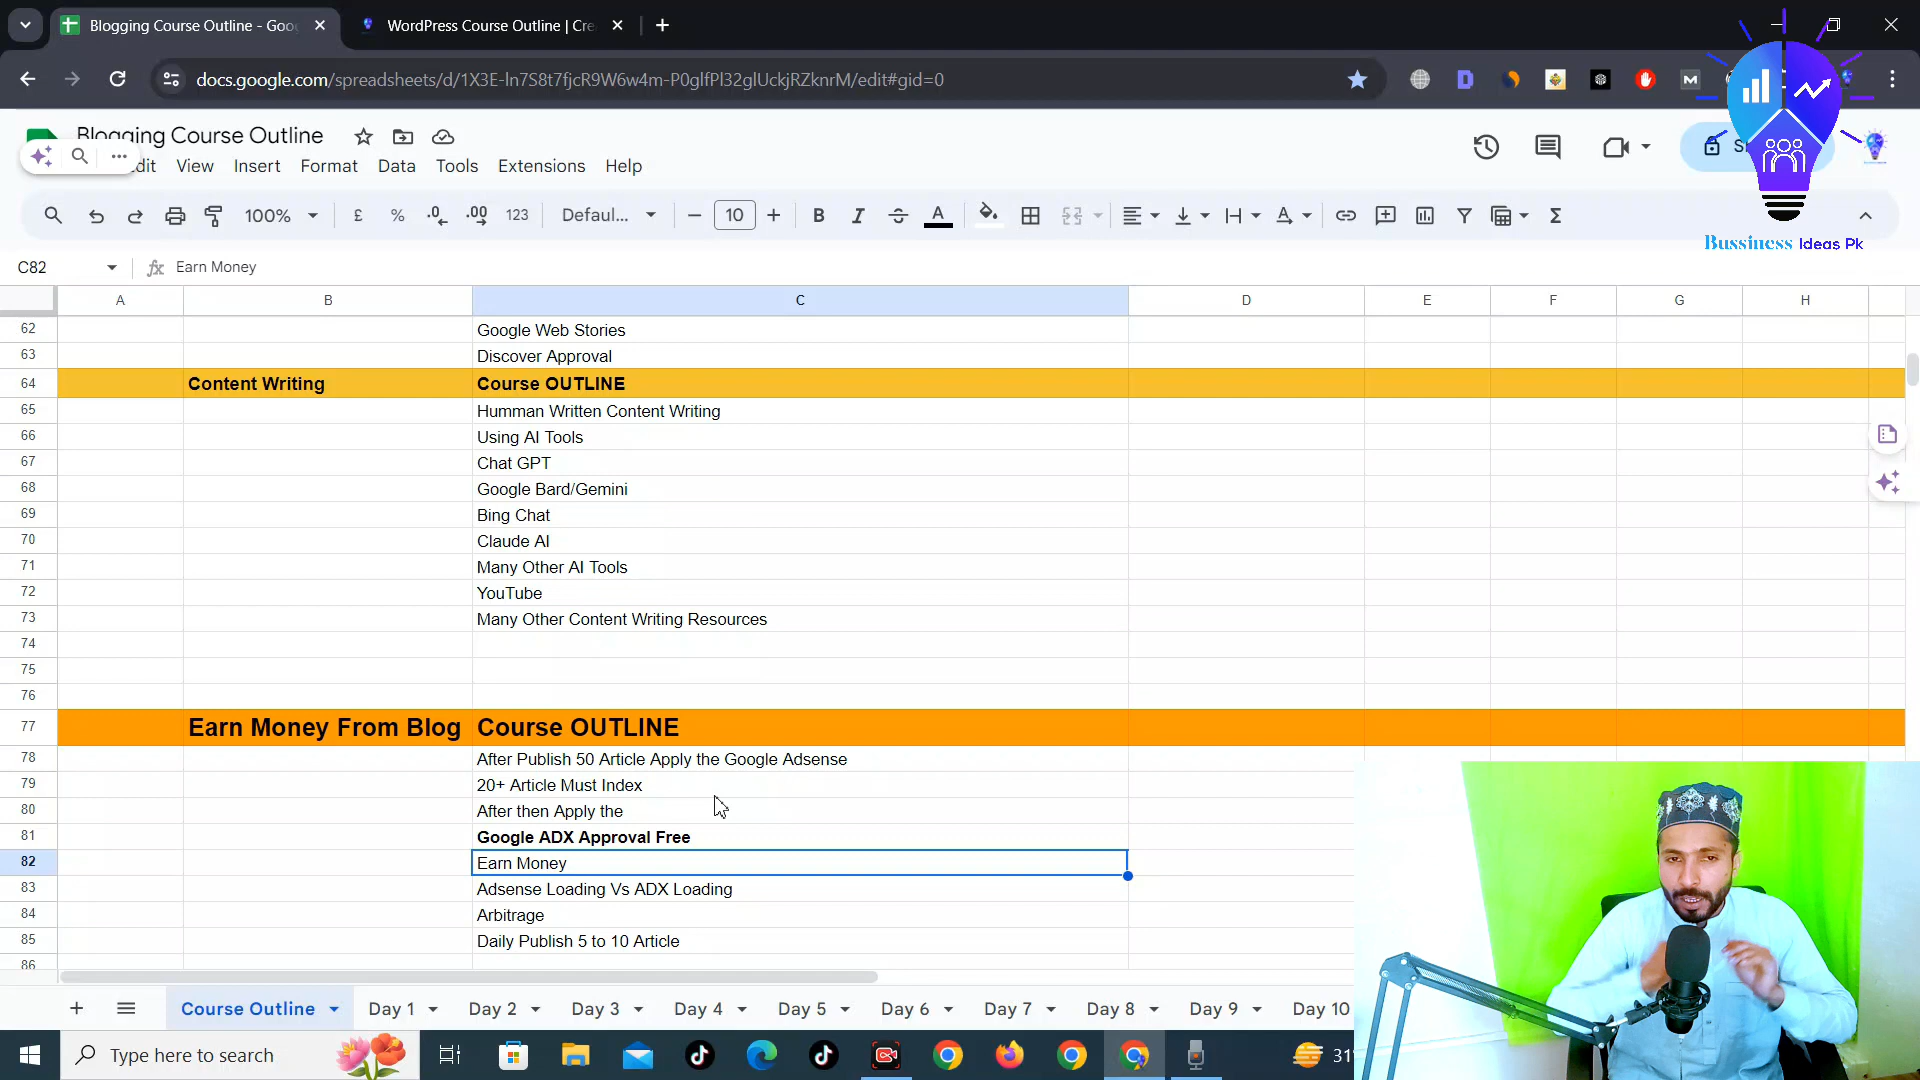 Blogging Course Outline - Goo
WordPress Course Outline | Cre
docs.google.com/spreadsheets/d/1X3E-ln7S8t7fjcR9W6w4m-P0glfPl32glUckjRZknrM/edit#gid=0
Blogging Course Outline
dit View Insert Format Data Tools Extensions Help
100% £ % .0 .00 123 Defaul... 10 B I A
Bussiness Ideas Pk
C82 fx Earn Money
A B C D E F G H
62 Google Web Stories
63 Discover Approval
64 Content Writing Course OUTLINE
65 Humman Written Content Writing
66 Using AI Tools
67 Chat GPT
68 Google Bard/Gemini
69 Bing Chat
70 Claude AI
71 Many Other AI Tools
72 YouTube
73 Many Other Content Writing Resources
74
75
76
77 Earn Money From Blog Course OUTLINE
78 After Publish 50 Article Apply the Google Adsense
79 20+ Article Must Index
80 After then Apply the
81 Google ADX Approval Free
82 Earn Money
83 Adsense Loading Vs ADX Loading
84 Arbitrage
85 Daily Publish 5 to 10 Article
86
Course Outline Day 1 Day 2 Day 3 Day 4 Day 5 Day 6 Day 7 Day 8 Day 9 Day 10
Type here to search
31°